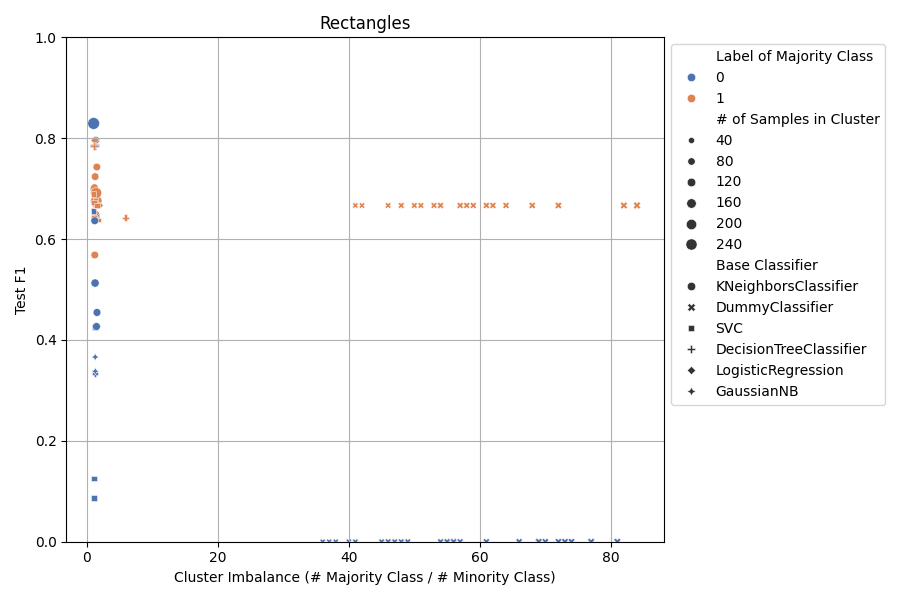 Rectangles
1.0
0.8
0.6
0.4
0.2
0.0
Test F1
0
20
40
60
80
Cluster Imbalance (# Majority Class / # Minority Class)
Label of Majority Class
0
1
# of Samples in Cluster
40
80
120
160
200
240
Base Classifier
KNeighborsClassifier
DummyClassifier
SVC
DecisionTreeClassifier
LogisticRegression
GaussianNB